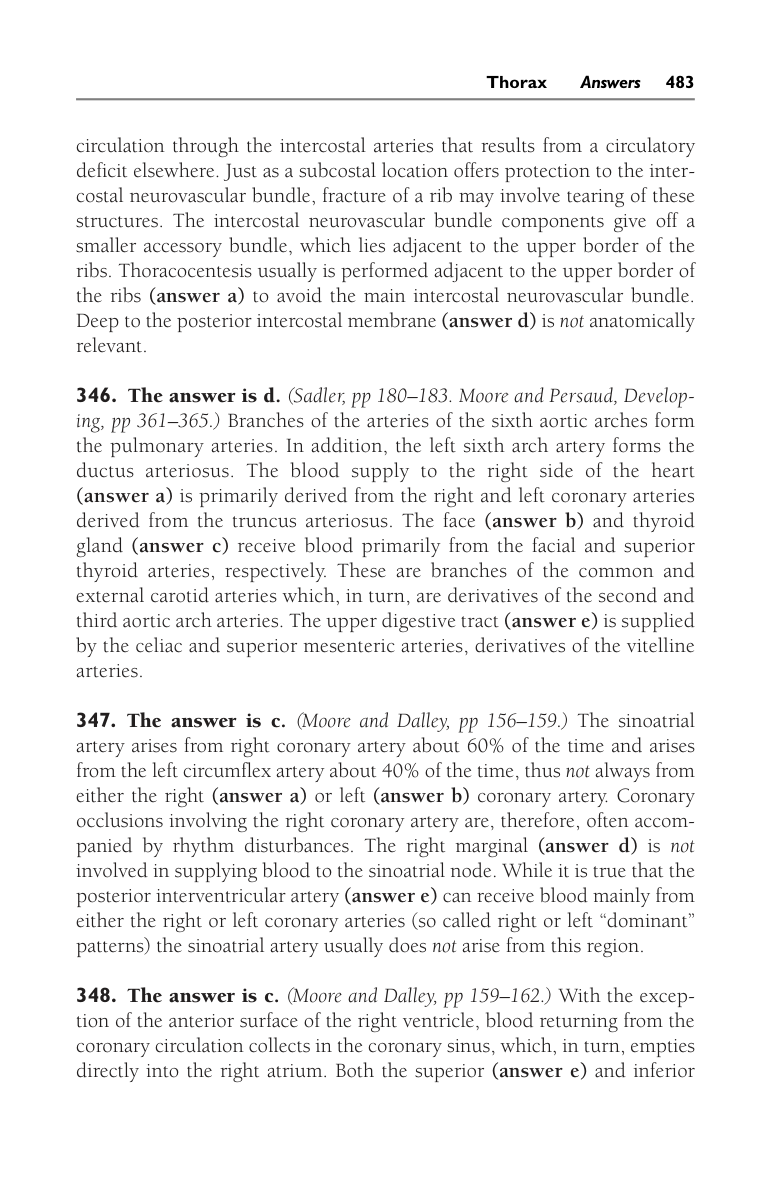 Thorax Answers 483
circulation through the intercostal arteries that results from a circulatory
deficit elsewhere. Just as a subcostal location offers protection to the inter-
costal neurovascular bundle, fracture of a rib may involve tearing of these
structures. The intercostal neurovascular bundle components give off a
smaller accessory bundle, which lies adjacent to the upper border of the
ribs. Thoracocentesis usually is performed adjacent to the upper border of
the ribs (answer a) to avoid the main intercostal neurovascular bundle.
Deep to the posterior intercostal membrane (answer d) is not anatomically
relevant.
346. The answer is d. (Sadler, pp 180–183. Moore and Persaud, Develop-
ing, pp 361–365.) Branches of the arteries of the sixth aortic arches form
the pulmonary arteries. In addition, the left sixth arch artery forms the
ductus arteriosus. The blood supply to the right side of the heart
(answer a) is primarily derived from the right and left coronary arteries
derived from the truncus arteriosus. The face (answer b) and thyroid
gland (answer c) receive blood primarily from the facial and superior
thyroid arteries, respectively. These are branches of the common and
external carotid arteries which, in turn, are derivatives of the second and
third aortic arch arteries. The upper digestive tract (answer e) is supplied
by the celiac and superior mesenteric arteries, derivatives of the vitelline
arteries.
347. The answer is c. (Moore and Dalley, pp 156–159.) The sinoatrial
artery arises from right coronary artery about 60% of the time and arises
from the left circumflex artery about 40% of the time, thus not always from
either the right (answer a) or left (answer b) coronary artery. Coronary
occlusions involving the right coronary artery are, therefore, often accom-
panied by rhythm disturbances. The right marginal (answer d) is not
involved in supplying blood to the sinoatrial node. While it is true that the
posterior interventricular artery (answer e) can receive blood mainly from
either the right or left coronary arteries (so called right or left “dominant”
patterns) the sinoatrial artery usually does not arise from this region.
348. The answer is c. (Moore and Dalley, pp 159–162.) With the excep-
tion of the anterior surface of the right ventricle, blood returning from the
coronary circulation collects in the coronary sinus, which, in turn, empties
directly into the right atrium. Both the superior (answer e) and inferior